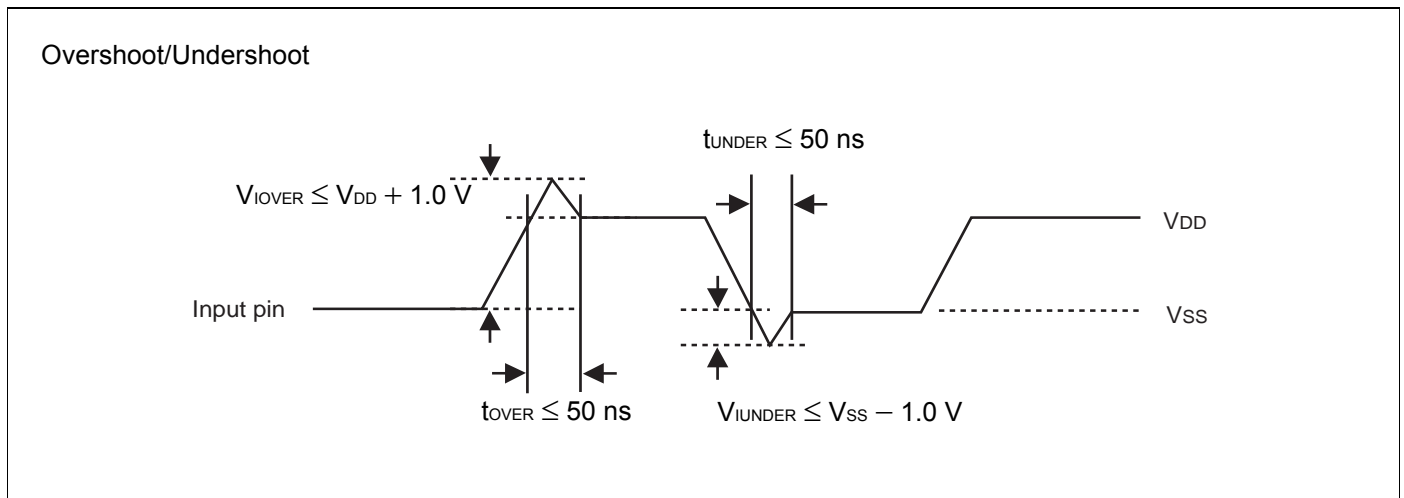 Overshoot/Undershoot
tUNDER ≤ 50 ns
VIOVER ≤ VDD + 1.0 V
VDD
Input pin
VSS
tOVER ≤ 50 ns
VIUNDER ≤ VSS − 1.0 V